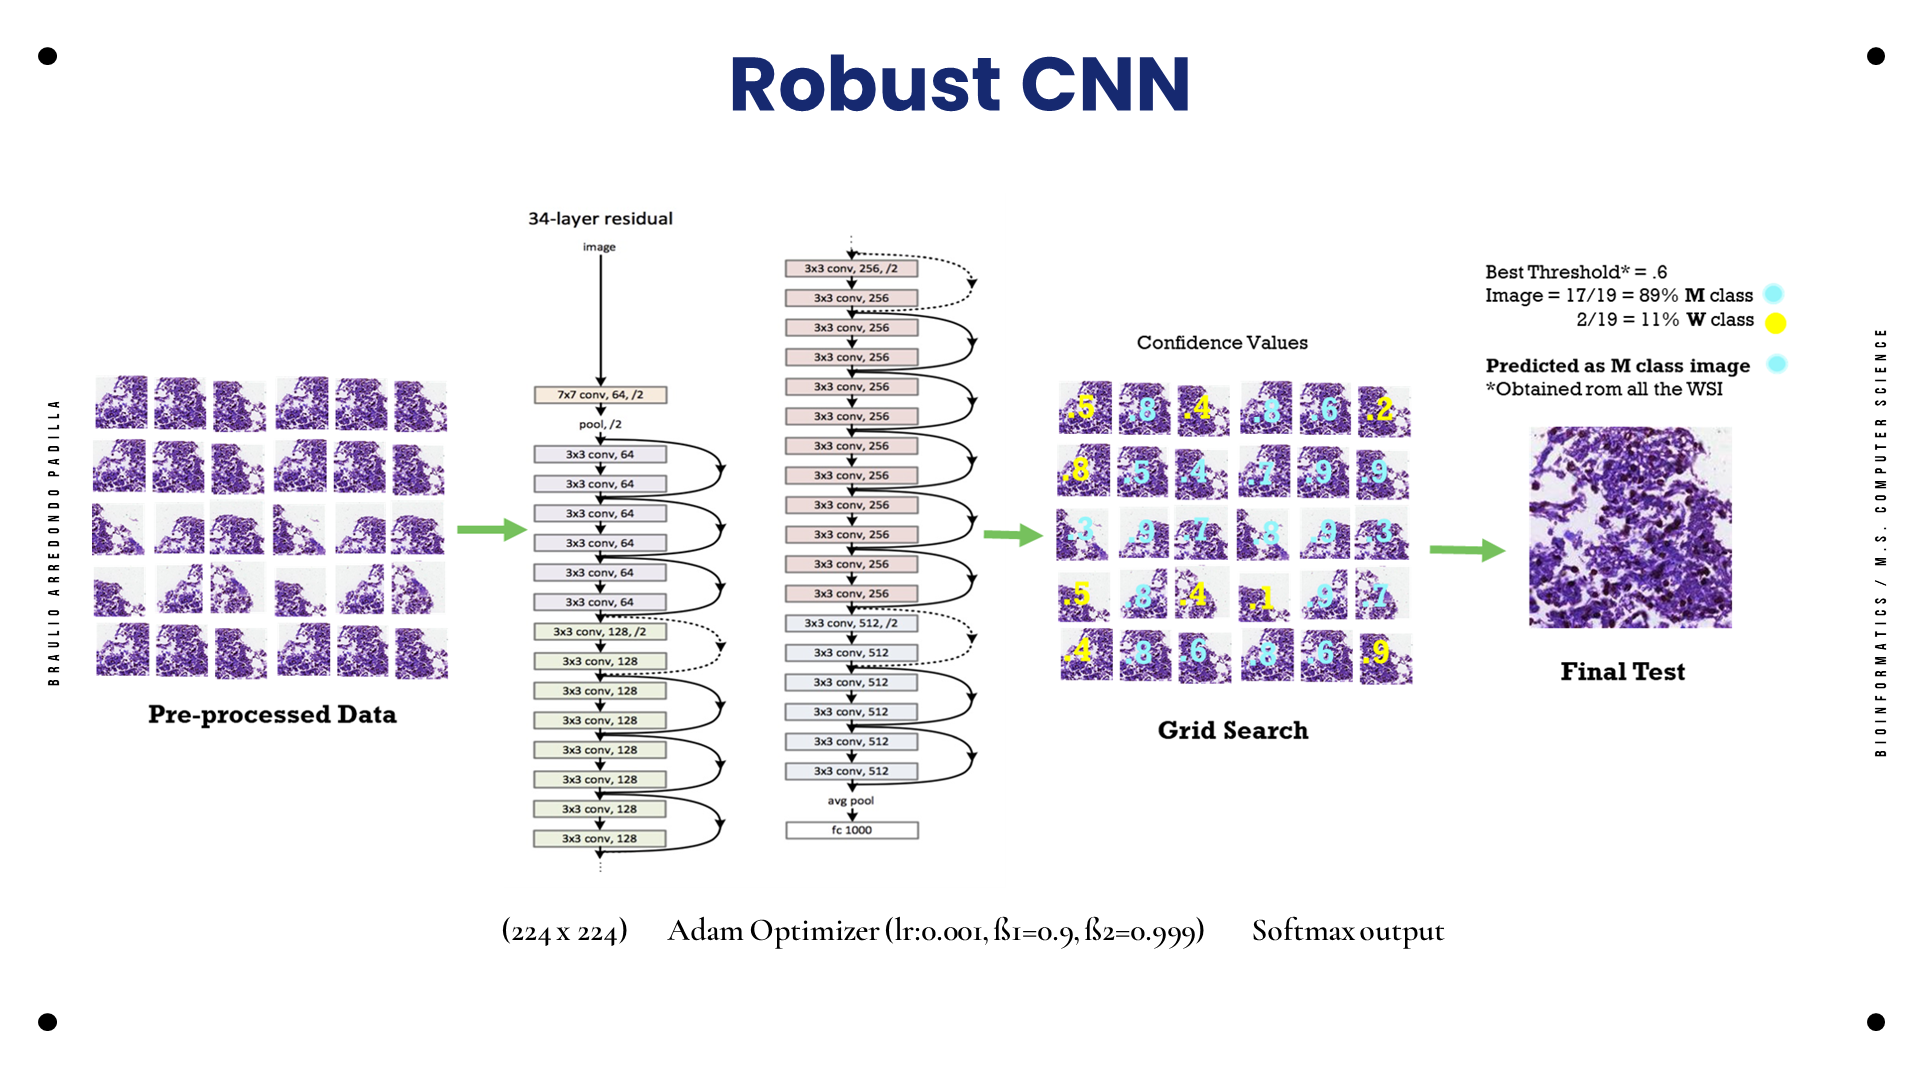 Robust CNN
BRAULIO ARREDONDO PADILLA
Pre-processed Data
34-layer residual
image
7x7 conv, 64, /2
pool, /2
3x3 conv, 64
3x3 conv, 64
3x3 conv, 64
3x3 conv, 64
3x3 conv, 64
3x3 conv, 64
3x3 conv, 128, /2
3x3 conv, 128
3x3 conv, 128
3x3 conv, 128
3x3 conv, 128
3x3 conv, 128
3x3 conv, 128
3x3 conv, 128
3x3 conv, 256, /2
3x3 conv, 256
3x3 conv, 256
3x3 conv, 256
3x3 conv, 256
3x3 conv, 256
3x3 conv, 256
3x3 conv, 256
3x3 conv, 256
3x3 conv, 256
3x3 conv, 256
3x3 conv, 256
3x3 conv, 512, /2
3x3 conv, 512
3x3 conv, 512
3x3 conv, 512
3x3 conv, 512
3x3 conv, 512
avg pool
fc 1000
Confidence Values
.5 .8 .4 .8 .6 .2
.8 .5 .4 .7 .9 .9
.3 .9 .7 .8 .9 .3
.5 .8 .4 .1 .9 .7
.4 .8 .6 .8 .6 .9
Grid Search
Best Threshold* = .6
Image = 17/19 = 89% M class
2/19 = 11% W class
Predicted as M class image
*Obtained rom all the WSI
Final Test
BIOINFORMATICS / M.S. COMPUTER SCIENCE
(224 x 224) Adam Optimizer (lr:0.001, ß1=0.9, ß2=0.999) Softmax output